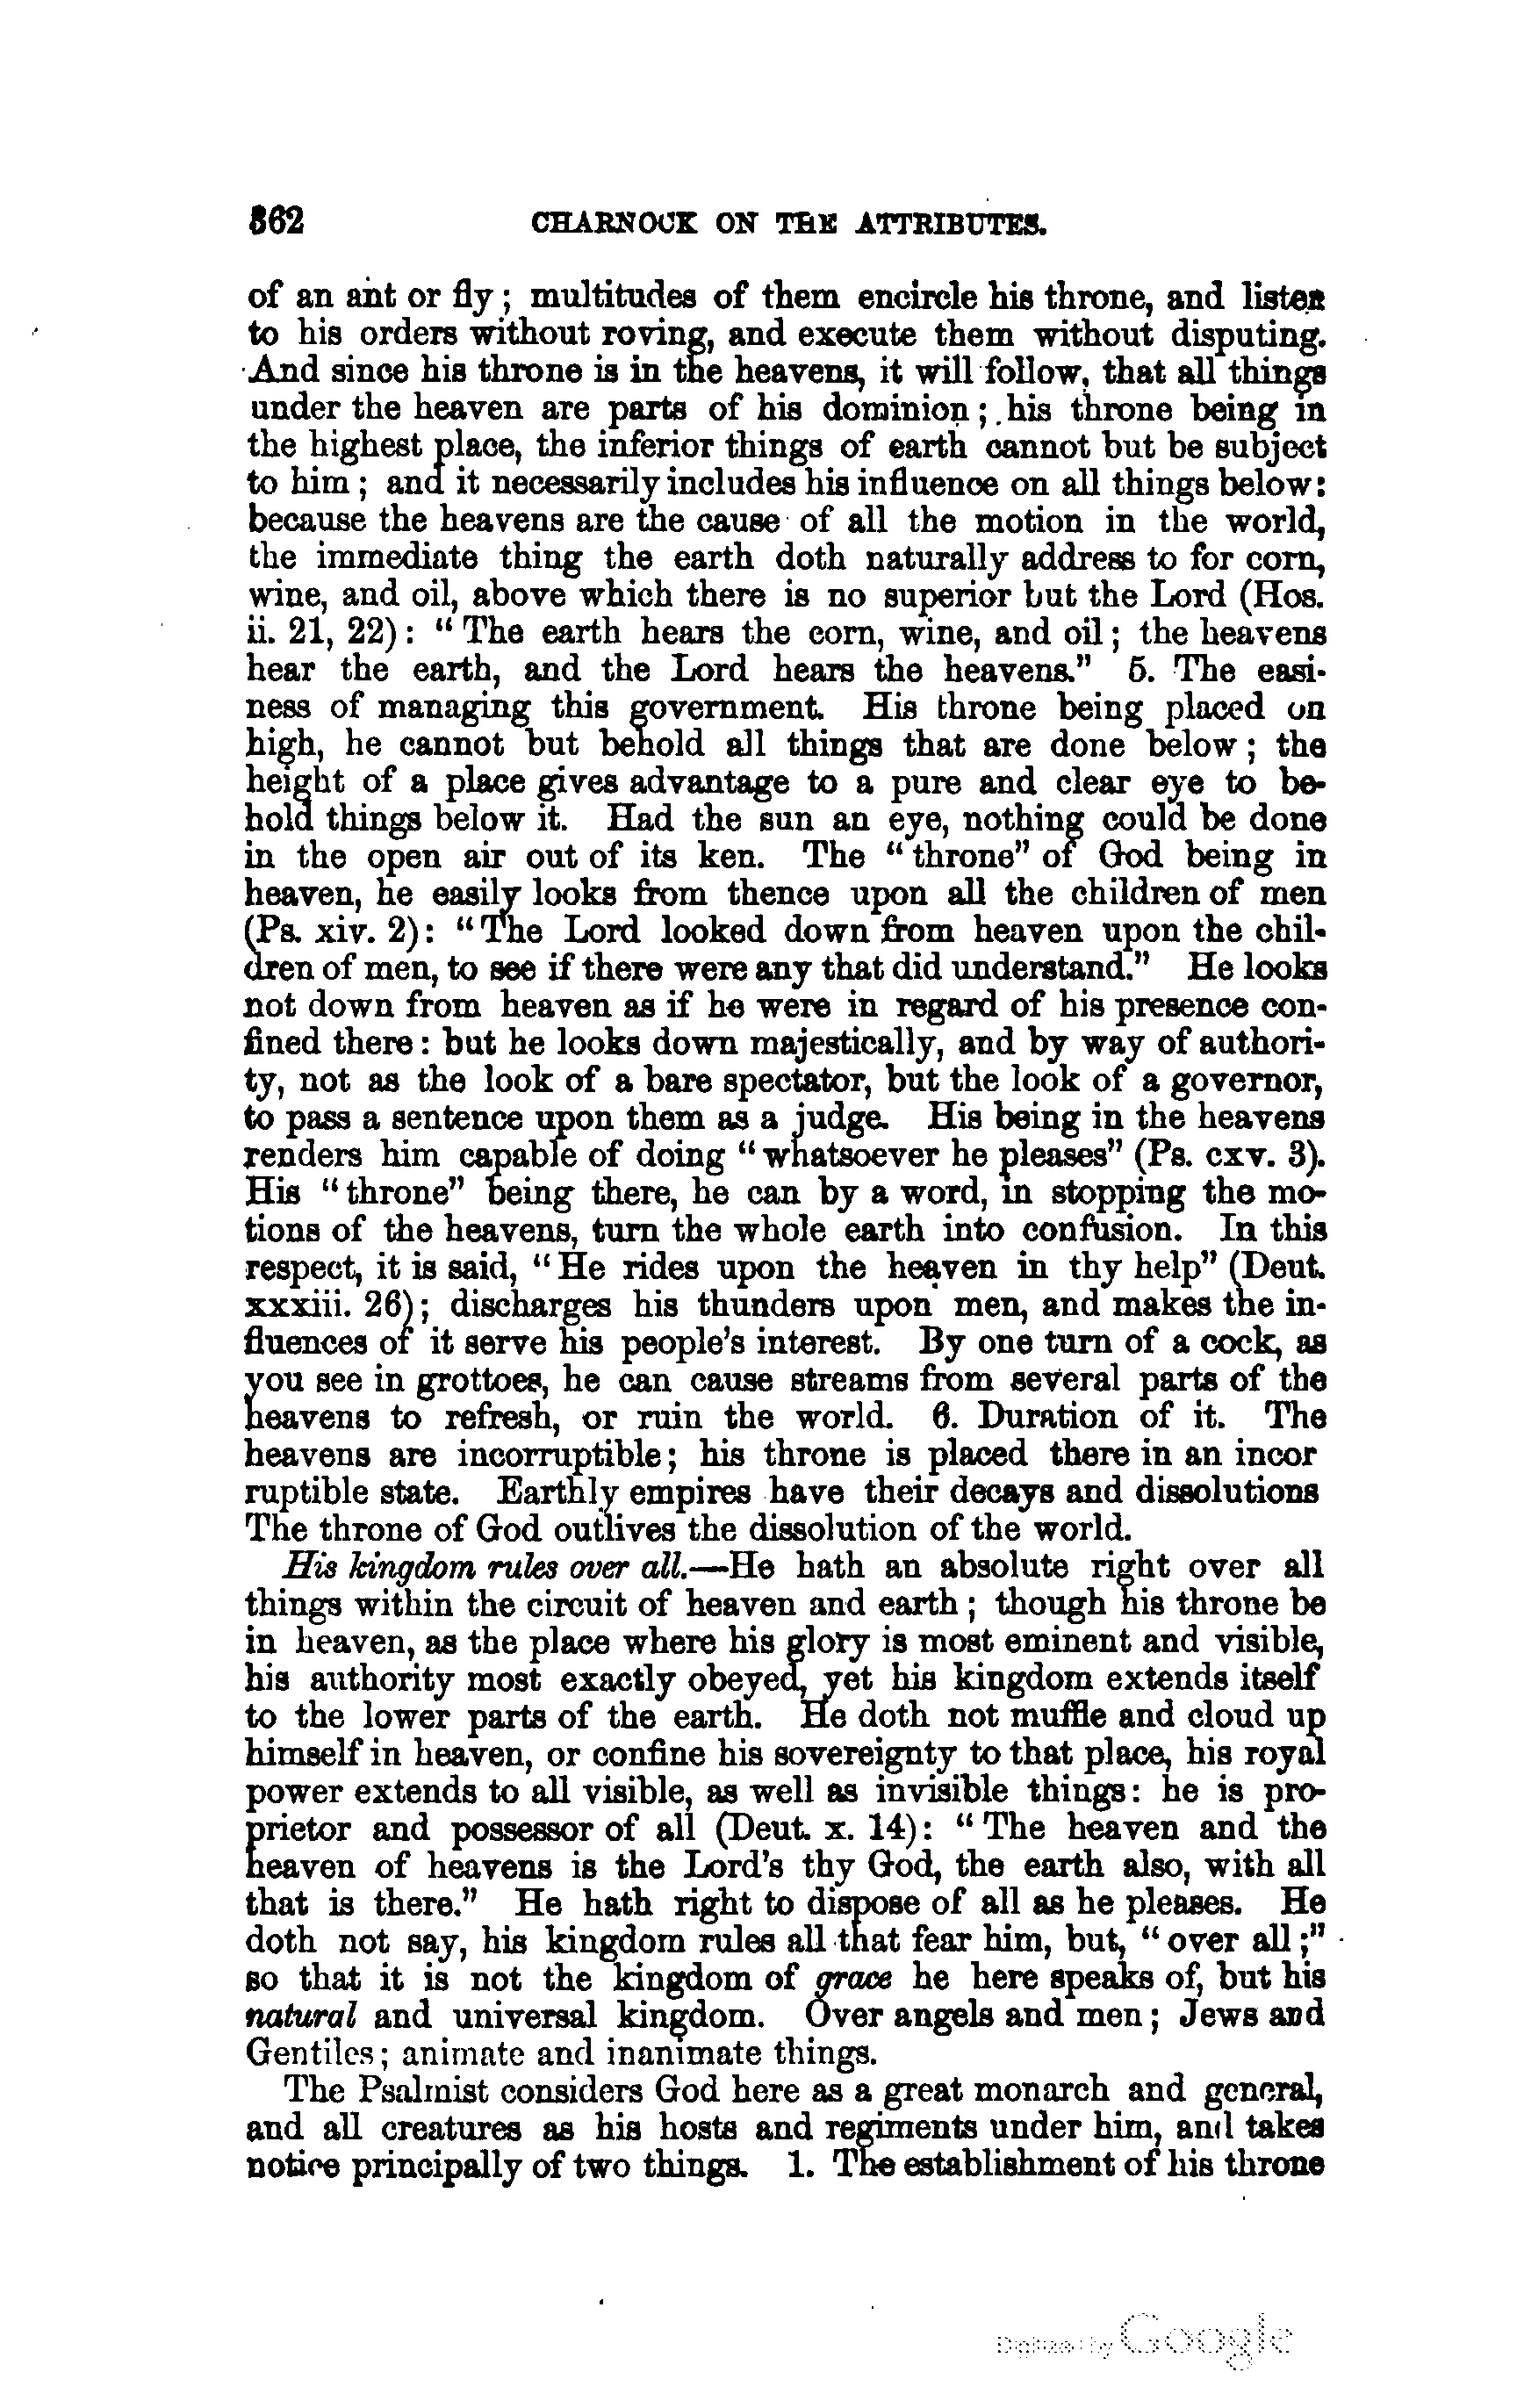 362 CHARNOCK ON THE ATTRIBUTES.
of an ant or fly; multitudes of them encircle his throne, and listen
to his orders without roving, and execute them without disputing.
And since his throne is in the heavens, it will follow, that all things
under the heaven are parts of his dominion; his throne being in
the highest place, the inferior things of earth cannot but be subject
to him; and it necessarily includes his influence on all things below:
because the heavens are the cause of all the motion in the world,
the immediate thing the earth doth naturally address to for corn,
wine, and oil, above which there is no superior but the Lord (Hos.
ii. 21, 22): "The earth hears the corn, wine, and oil; the heavens
hear the earth, and the Lord hears the heavens." 5. The easi-
ness of managing this government. His throne being placed on
high, he cannot but behold all things that are done below; the
height of a place gives advantage to a pure and clear eye to be-
hold things below it. Had the sun an eye, nothing could be done
in the open air out of its ken. The "throne" of God being in
heaven, he easily looks from thence upon all the children of men
(Ps. xiv. 2): "The Lord looked down from heaven upon the chil-
dren of men, to see if there were any that did understand." He looks
not down from heaven as if he were in regard of his presence con-
fined there: but he looks down majestically, and by way of authori-
ty, not as the look of a bare spectator, but the look of a governor,
to pass a sentence upon them as a judge. His being in the heavens
renders him capable of doing "whatsoever he pleases" (Ps. cxv. 3).
His "throne" being there, he can by a word, in stopping the mo-
tions of the heavens, turn the whole earth into confusion. In this
respect, it is said, "He rides upon the heaven in thy help" (Deut.
xxxiii. 26); discharges his thunders upon men, and makes the in-
fluences of it serve his people's interest. By one turn of a cock, as
you see in grottoes, he can cause streams from several parts of the
heavens to refresh, or ruin the world. 6. Duration of it. The
heavens are incorruptible; his throne is placed there in an incor
ruptible state. Earthly empires have their decays and dissolutions
The throne of God outlives the dissolution of the world.
His kingdom rules over all.—He hath an absolute right over all
things within the circuit of heaven and earth; though his throne be
in heaven, as the place where his glory is most eminent and visible,
his authority most exactly obeyed, yet his kingdom extends itself
to the lower parts of the earth. He doth not muffle and cloud up
himself in heaven, or confine his sovereignty to that place, his royal
power extends to all visible, as well as invisible things: he is pro-
prietor and possessor of all (Deut. x. 14): "The heaven and the
heaven of heavens is the Lord's thy God, the earth also, with all
that is there." He hath right to dispose of all as he pleases. He
doth not say, his kingdom rules all that fear him, but, "over all;"
so that it is not the kingdom of grace he here speaks of, but his
natural and universal kingdom. Over angels and men; Jews and
Gentiles; animate and inanimate things.
The Psalmist considers God here as a great monarch and general,
and all creatures as his hosts and regiments under him, and takes
notice principally of two things. 1. The establishment of his throne
Digitized by Google